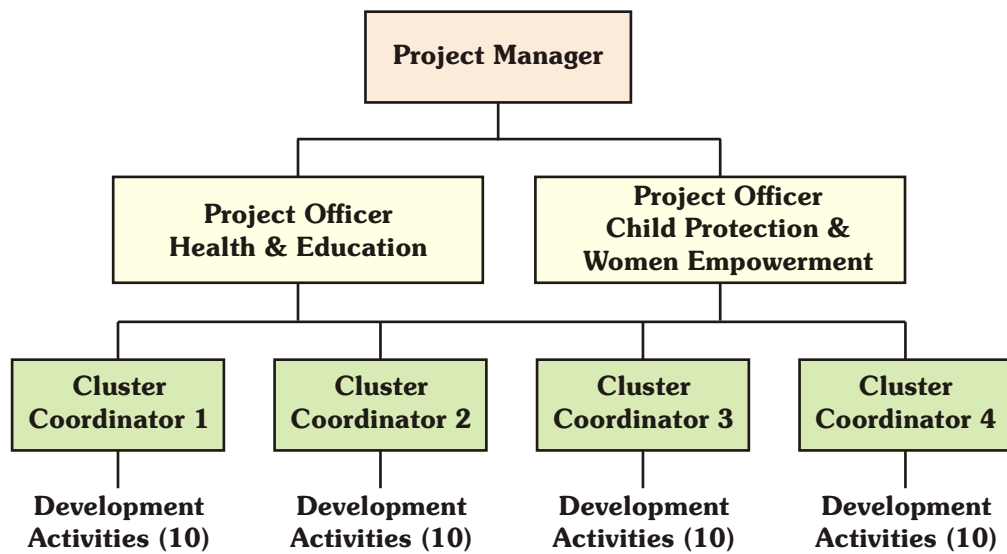 Project Manager
Project Officer
Health & Education
Project Officer
Child Protection &
Women Empowerment
Cluster
Coordinator 1
Cluster
Coordinator 2
Cluster
Coordinator 3
Cluster
Coordinator 4
Development
Activities (10)
Development
Activities (10)
Development
Activities (10)
Development
Activities (10)